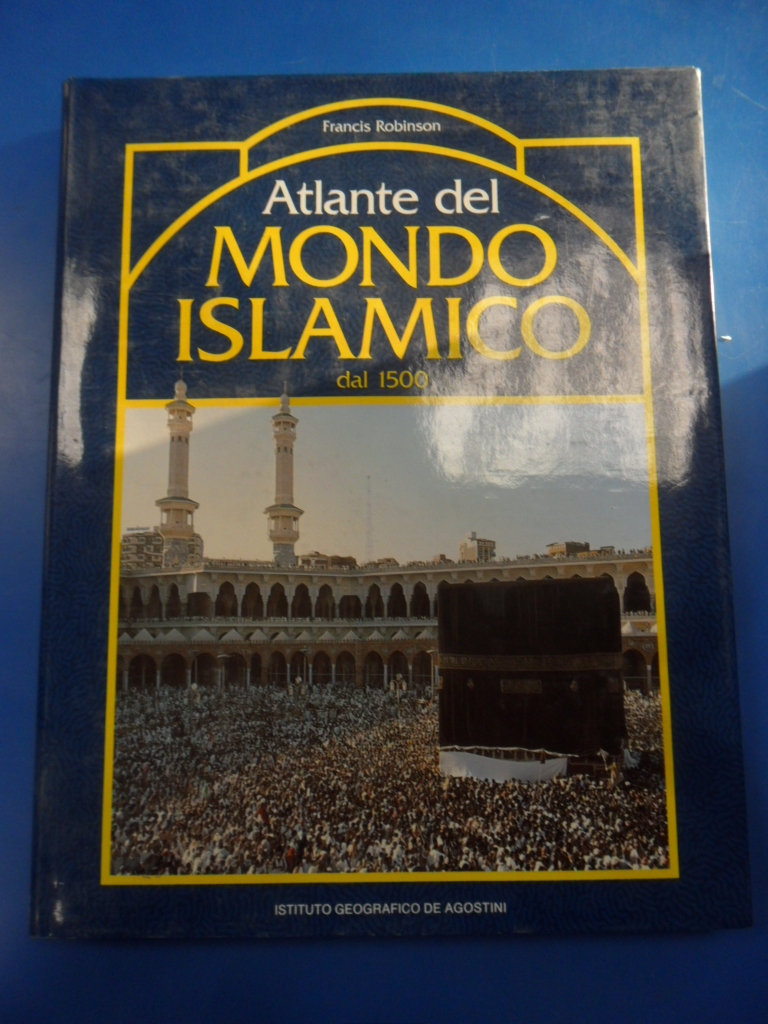 Francis Robinson
Atlante del
MONDO
ISLAMICO
dal 1500
ISTITUTO GEOGRAFICO DE AGOSTINI